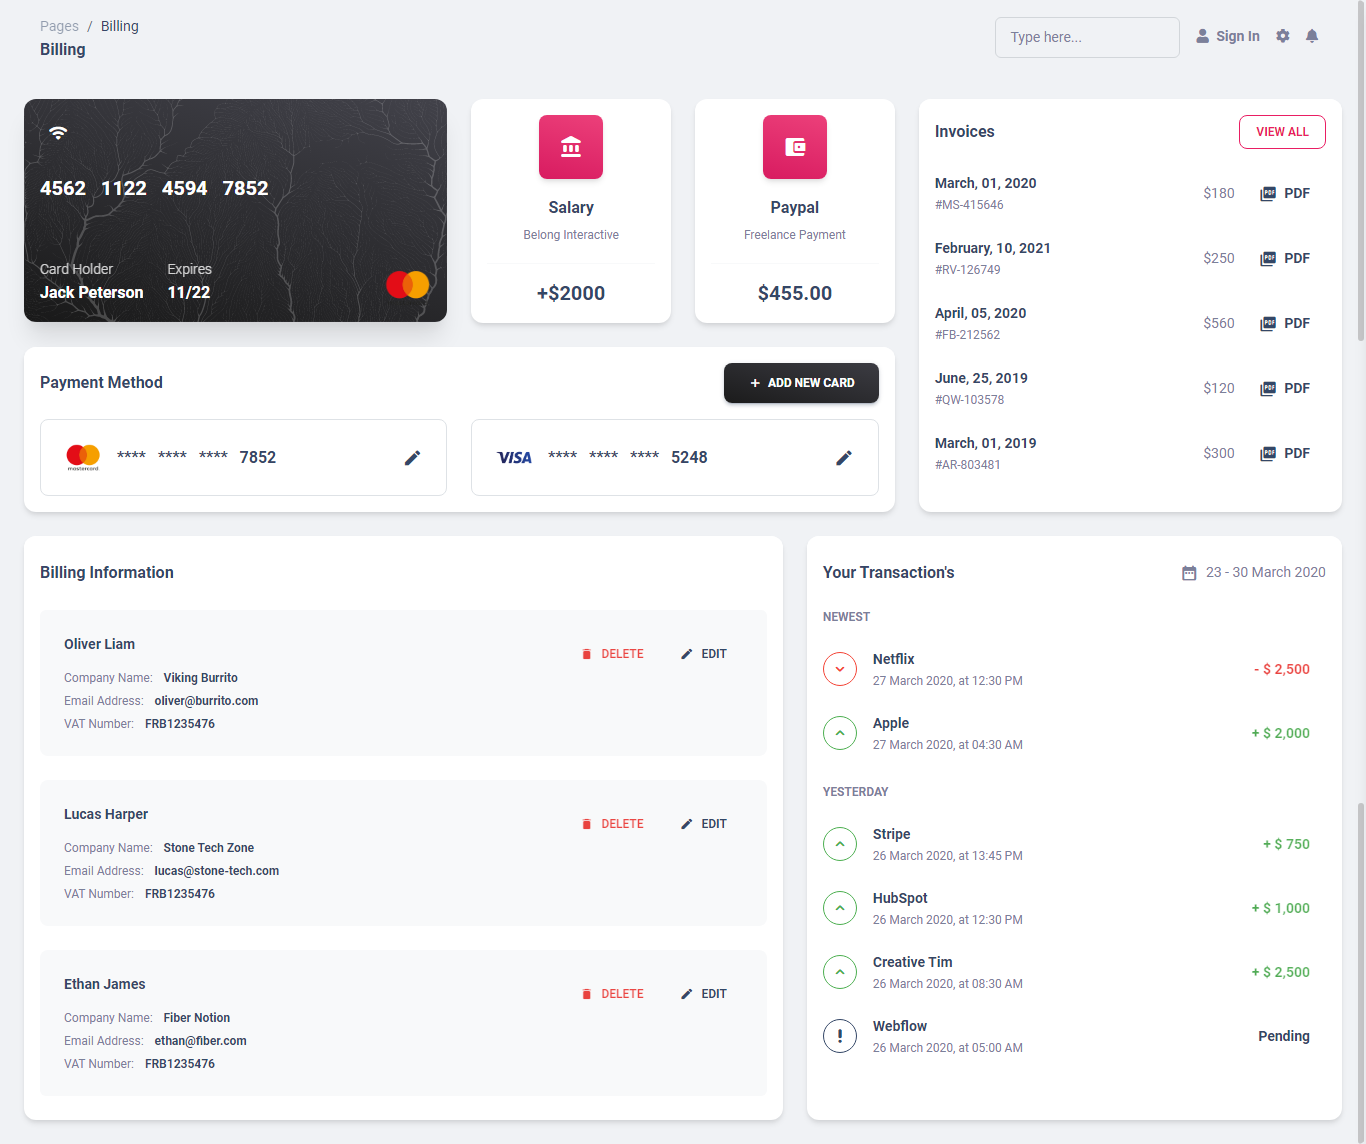 Pages / Billing
Billing
Type here...
Sign In
4562 1122 4594 7852
Card Holder Expires
Jack Peterson 11/22
Salary
Belong Interactive
+$2000
Paypal
Freelance Payment
$455.00
Invoices
VIEW ALL
March, 01, 2020
#MS-415646
$180 PDF
February, 10, 2021
#RV-126749
$250 PDF
April, 05, 2020
#FB-212562
$560 PDF
June, 25, 2019
#QW-103578
$120 PDF
March, 01, 2019
#AR-803481
$300 PDF
Payment Method
+ ADD NEW CARD
mastercard **** **** **** 7852
VISA **** **** **** 5248
Billing Information
Oliver Liam
DELETE EDIT
Company Name: Viking Burrito
Email Address: oliver@burrito.com
VAT Number: FRB1235476
Lucas Harper
DELETE EDIT
Company Name: Stone Tech Zone
Email Address: lucas@stone-tech.com
VAT Number: FRB1235476
Ethan James
DELETE EDIT
Company Name: Fiber Notion
Email Address: ethan@fiber.com
VAT Number: FRB1235476
Your Transaction's
23 - 30 March 2020
NEWEST
Netflix
27 March 2020, at 12:30 PM
- $ 2,500
Apple
27 March 2020, at 04:30 AM
+ $ 2,000
YESTERDAY
Stripe
26 March 2020, at 13:45 PM
+ $ 750
HubSpot
26 March 2020, at 12:30 PM
+ $ 1,000
Creative Tim
26 March 2020, at 08:30 AM
+ $ 2,500
Webflow
26 March 2020, at 05:00 AM
Pending